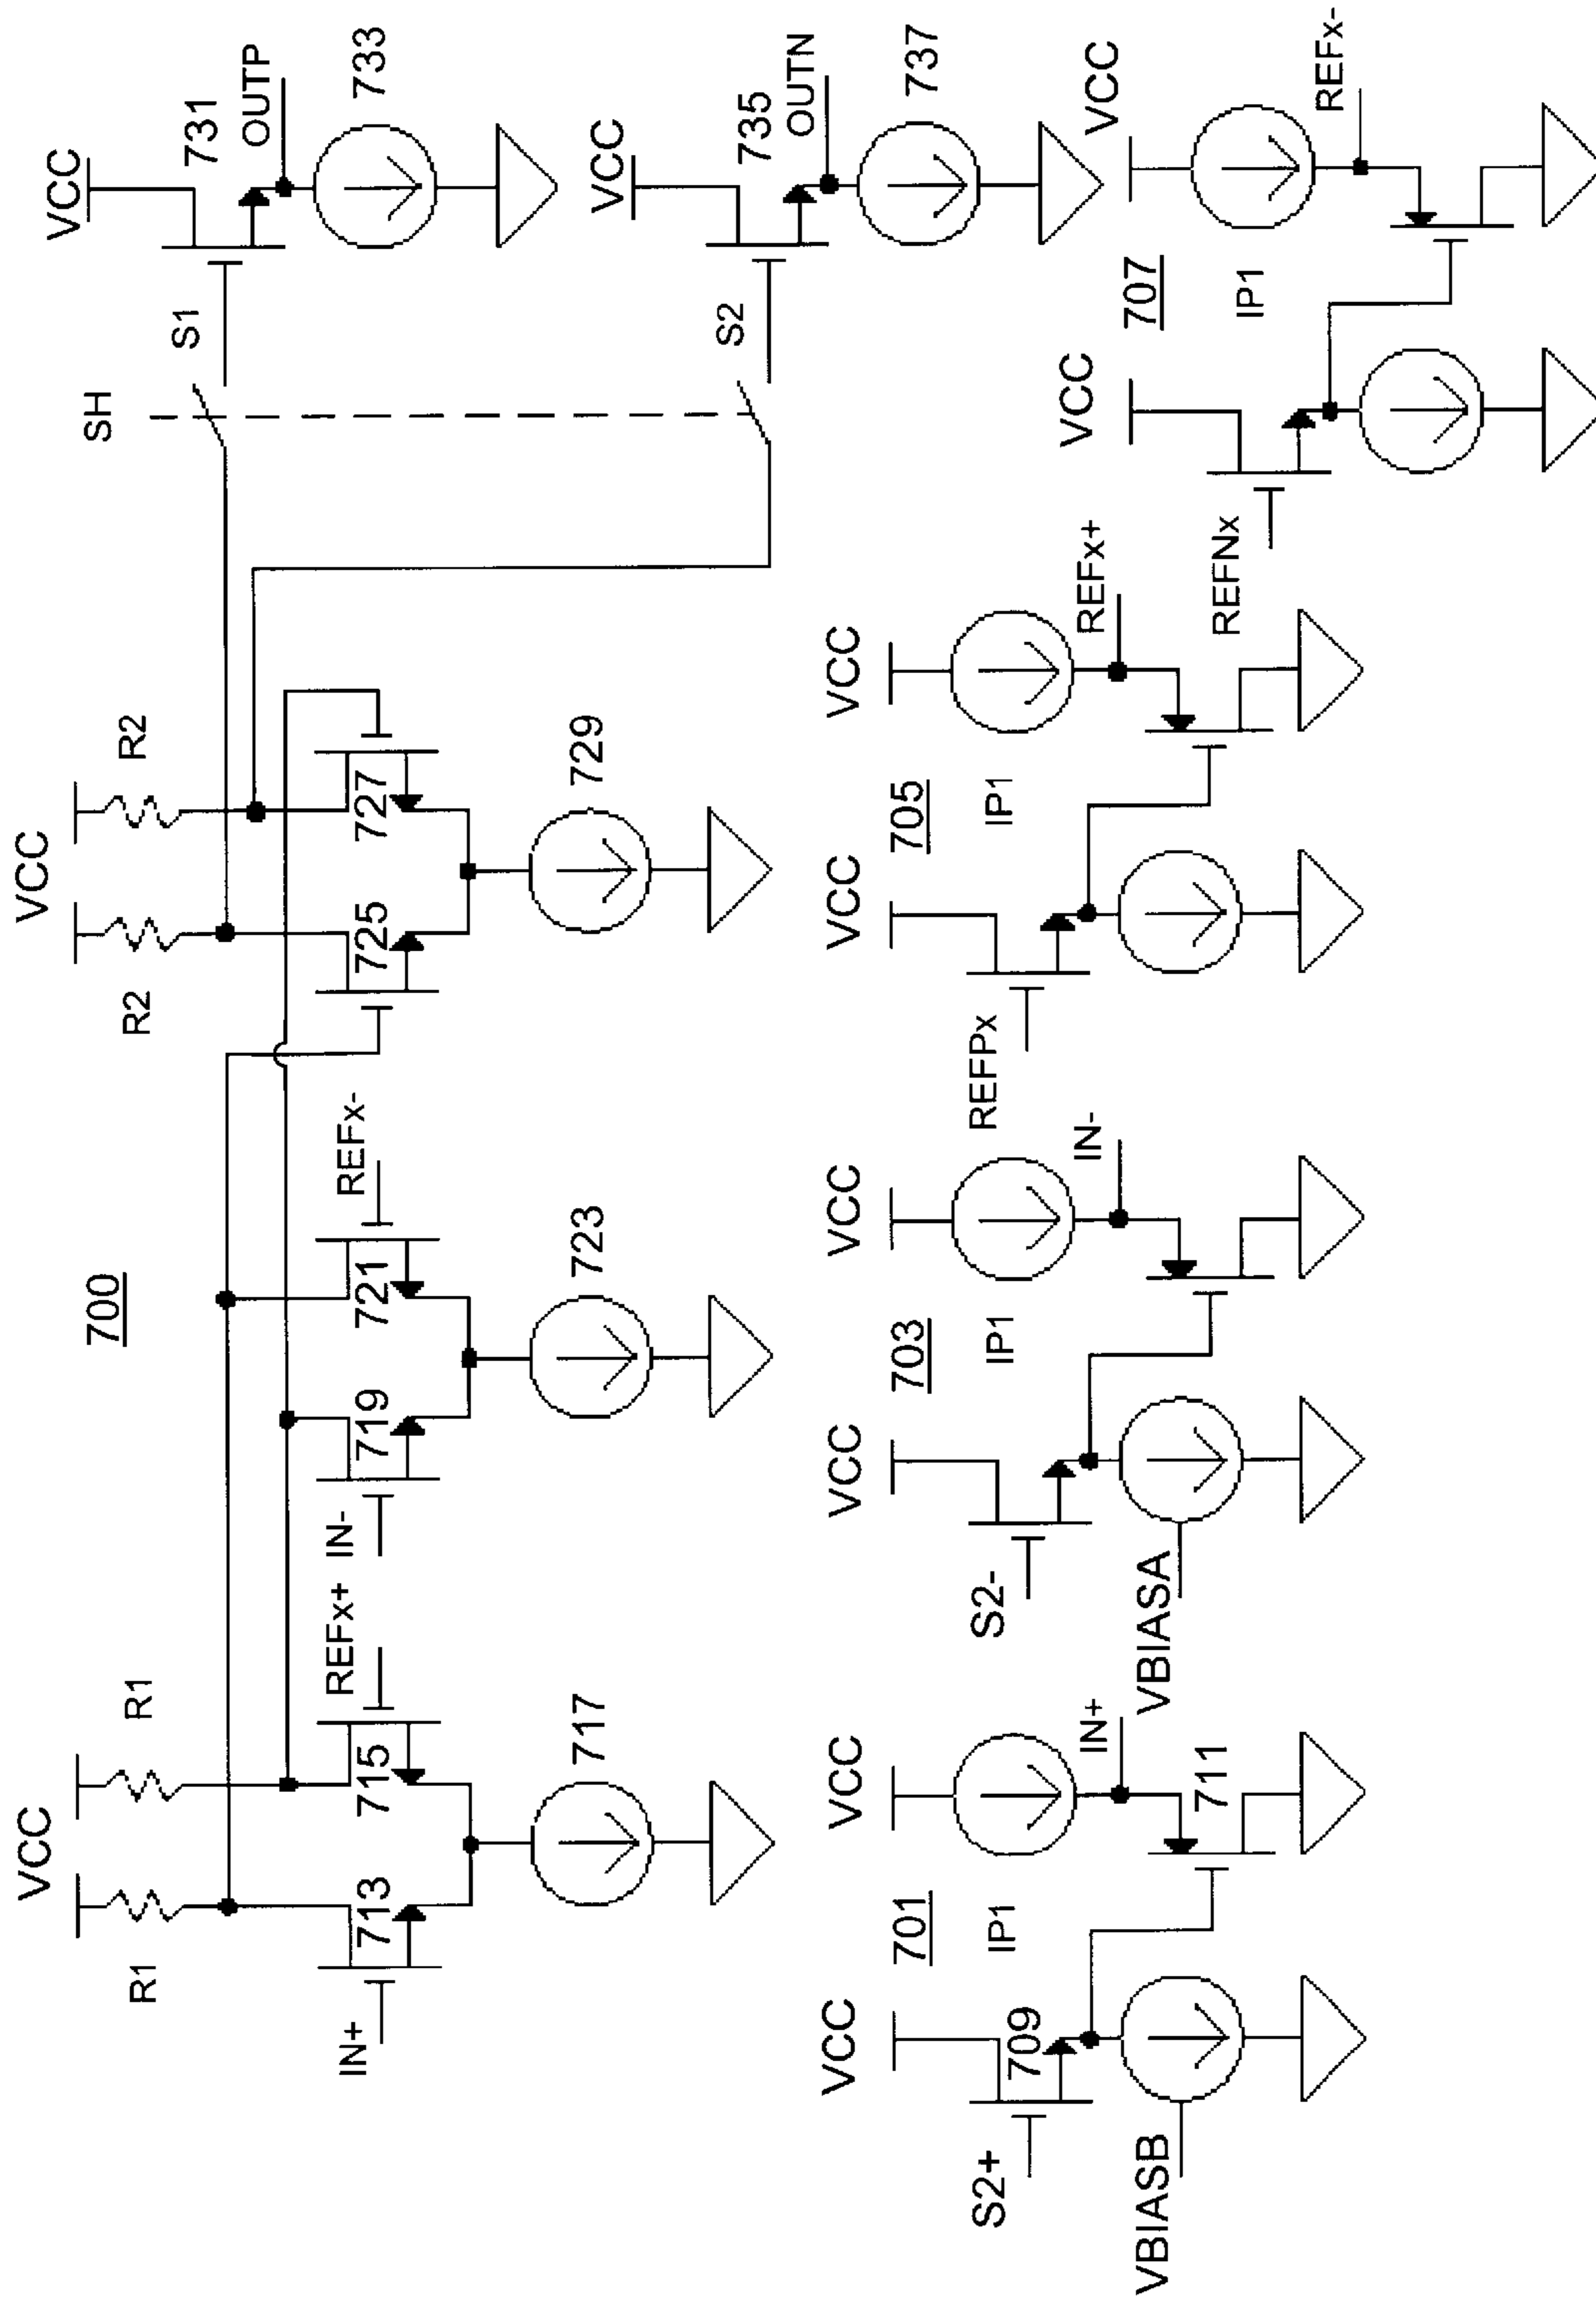 700
VCC
R1
R1
IN+
713
715
REFx+
717
IN-
719
721
REFx-
723
VCC
R2
R2
725
727
729
SH
S1
S2
VCC
731
OUTP
733
VCC
735
OUTN
737
701
VCC
S2+
709
VBIASB
VCC
IP1
IN+
711
703
VCC
S2-
VBIASA
VCC
IP1
IN-
705
VCC
REFPx
VCC
IP1
REFx+
707
VCC
REFNx
VCC
IP1
REFx-